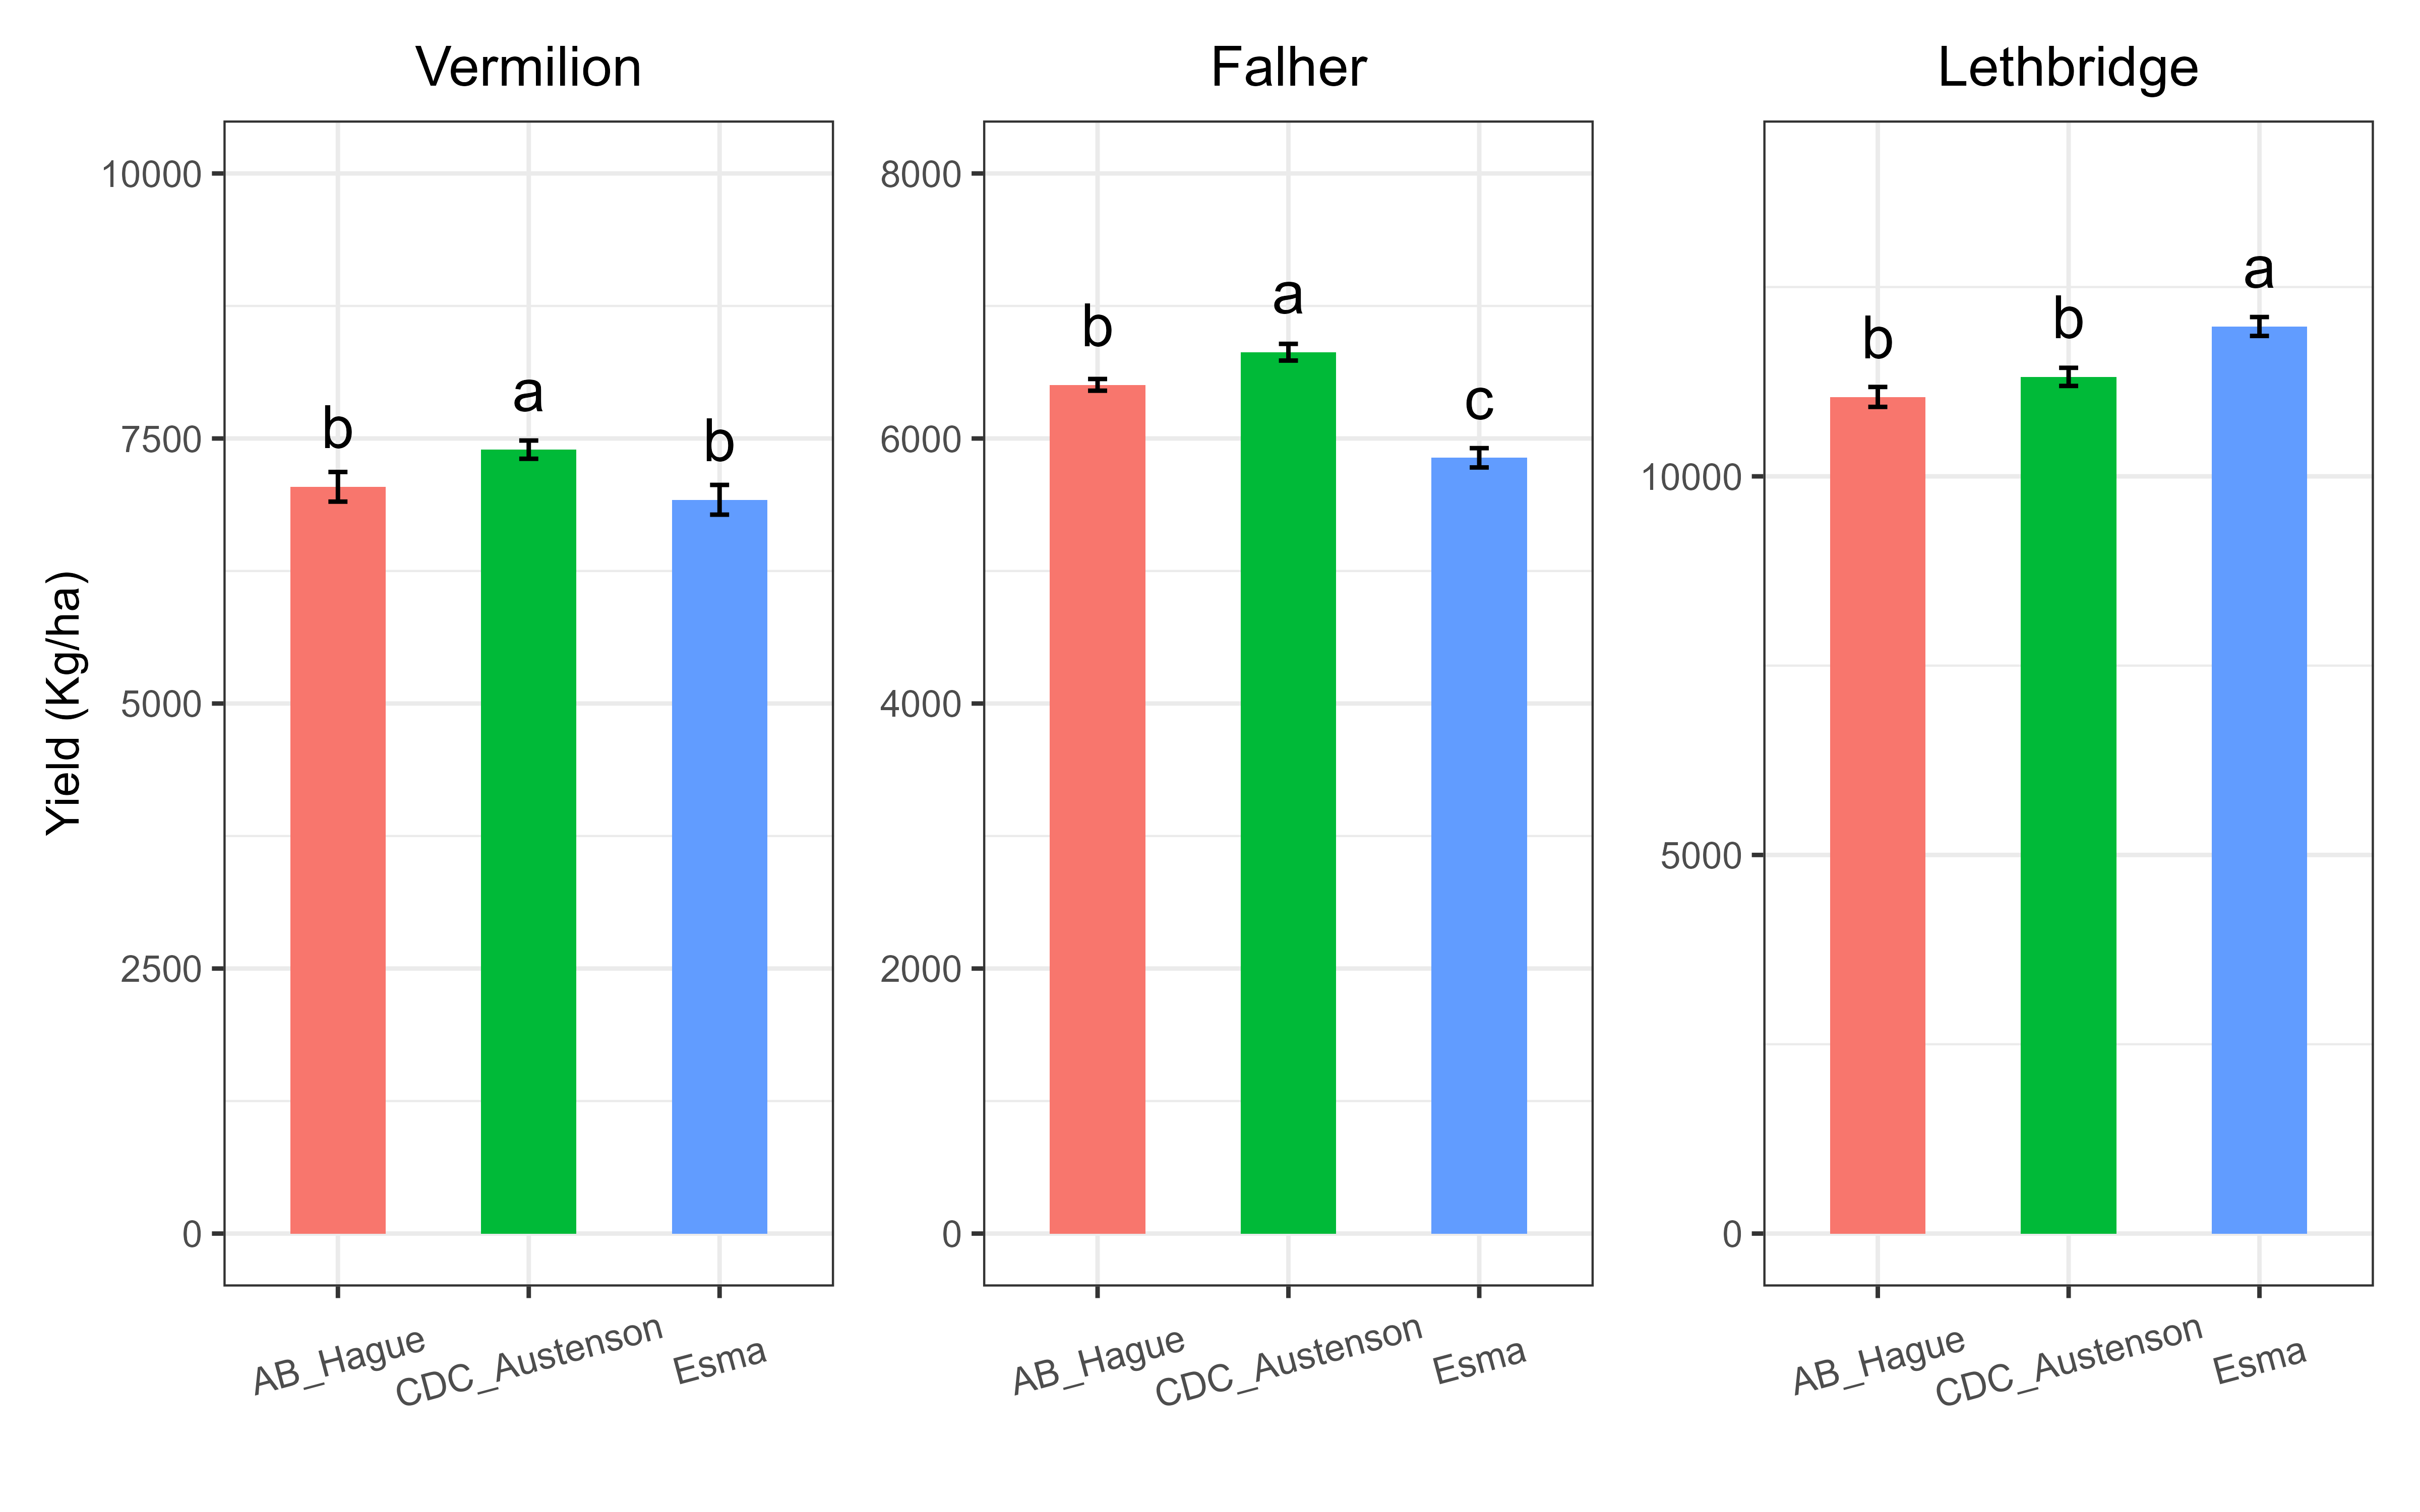 Vermilion
Falher
Lethbridge
Yield (Kg/ha)
10000
7500
5000
2500
0
b
a
b
AB_Hague
CDC_Austenson
Esma
8000
6000
4000
2000
0
b
a
c
AB_Hague
CDC_Austenson
Esma
10000
5000
0
b
b
a
AB_Hague
CDC_Austenson
Esma